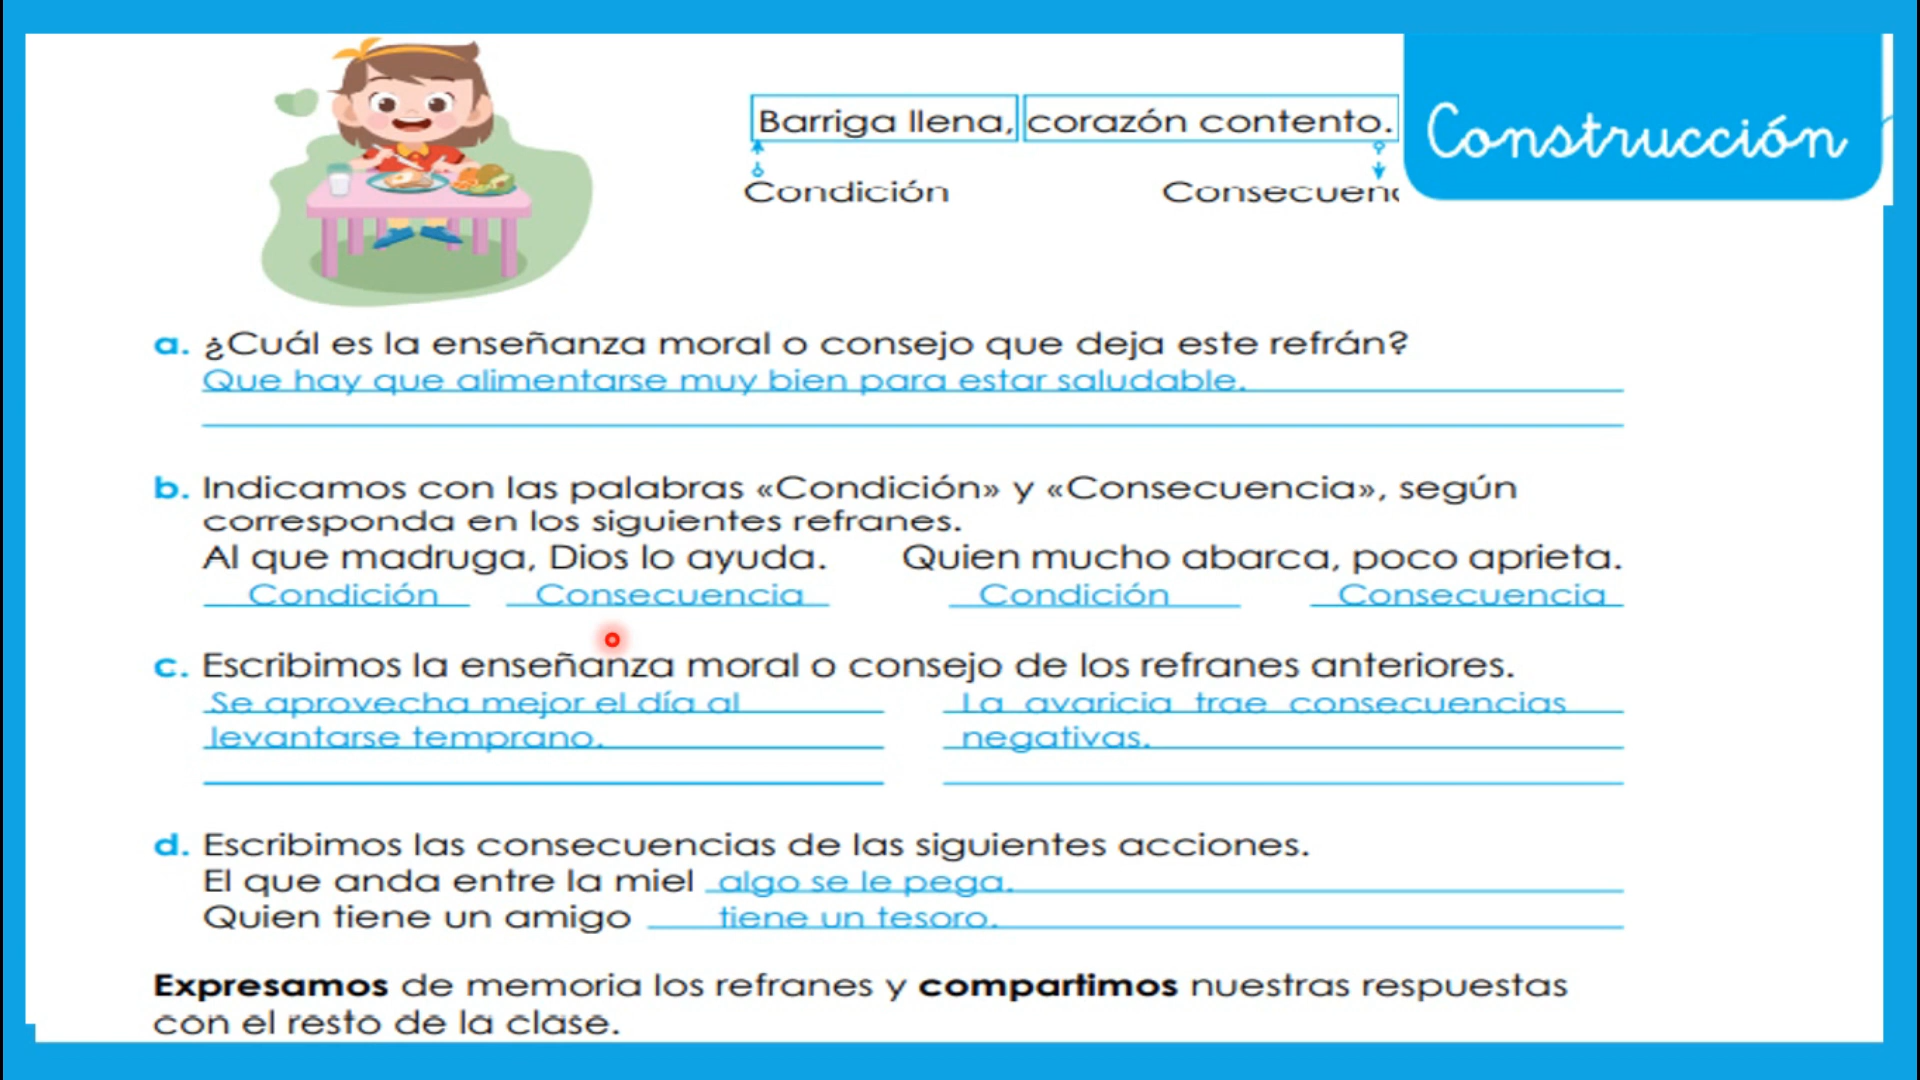 Barriga llena, corazón contento.
Construcción
Condición Consecuenc
a. ¿Cuál es la enseñanza moral o consejo que deja este refrán?
Que hay que alimentarse muy bien para estar saludable.
b. Indicamos con las palabras «Condición» y «Consecuencia», según
corresponda en los siguientes refranes.
Al que madruga, Dios lo ayuda. Quien mucho abarca, poco aprieta.
Condición Consecuencia Condición Consecuencia
c. Escribimos la enseñanza moral o consejo de los refranes anteriores.
Se aprovecha mejor el día al
levantarse temprano.
La avaricia trae consecuencias
negativas.
d. Escribimos las consecuencias de las siguientes acciones.
El que anda entre la miel algo se le pega.
Quien tiene un amigo tiene un tesoro.
Expresamos de memoria los refranes y compartimos nuestras respuestas
con el resto de la clase.